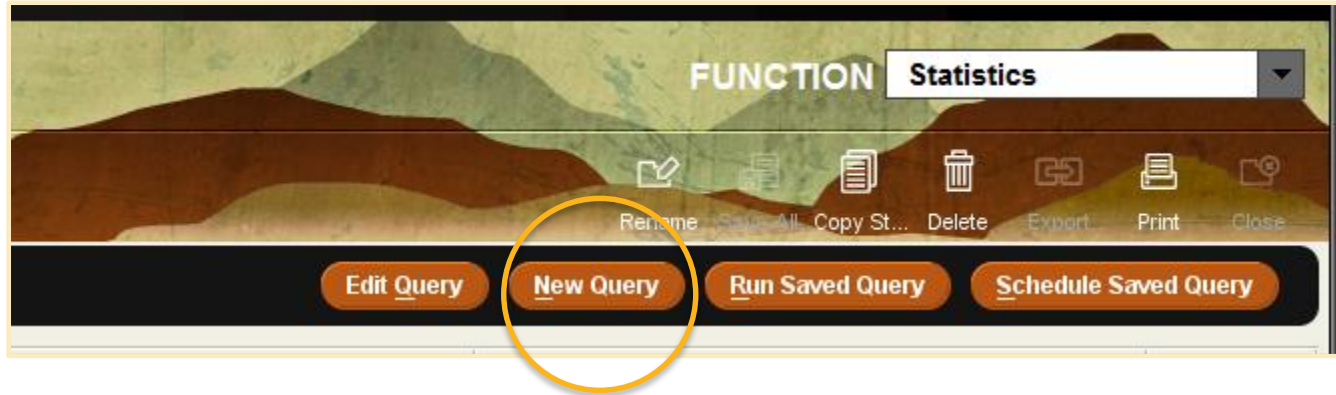 FUNCTION Statistics
Rename Save All Copy St... Delete Export Print Close
Edit Query New Query Run Saved Query Schedule Saved Query